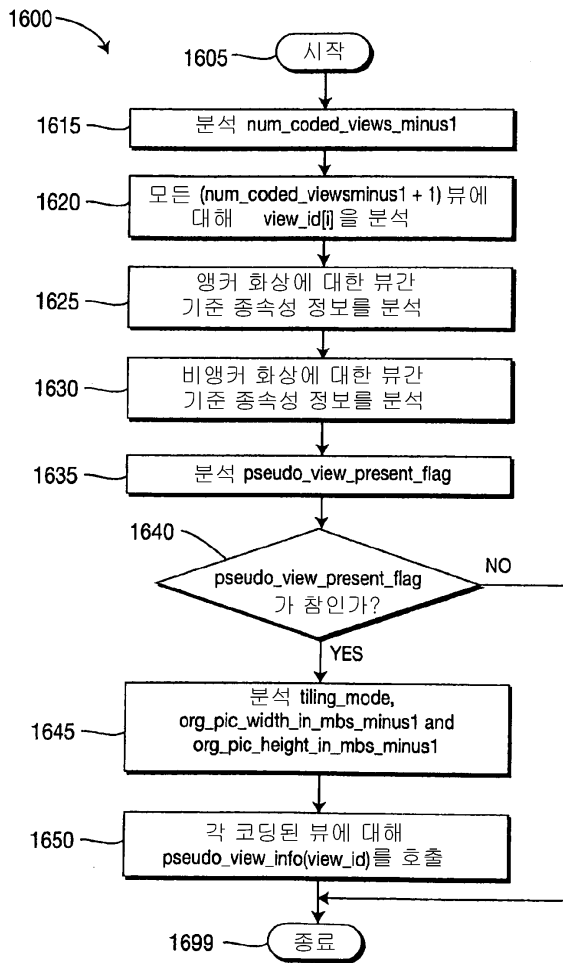 1600
1605
시작
1615
분석 num_coded_views_minus1
1620
모든 (num_coded_viewsminus1 + 1) 뷰에
대해 view_id[i] 을 분석
1625
앵커 화상에 대한 뷰간
기준 종속성 정보를 분석
1630
비앵커 화상에 대한 뷰간
기준 종속성 정보를 분석
1635
분석 pseudo_view_present_flag
1640
pseudo_view_present_flag
가 참인가?
NO
YES
1645
분석 tiling_mode,
org_pic_width_in_mbs_minus1 and
org_pic_height_in_mbs_minus1
1650
각 코딩된 뷰에 대해
pseudo_view_info(view_id)를 호출
1699
종료